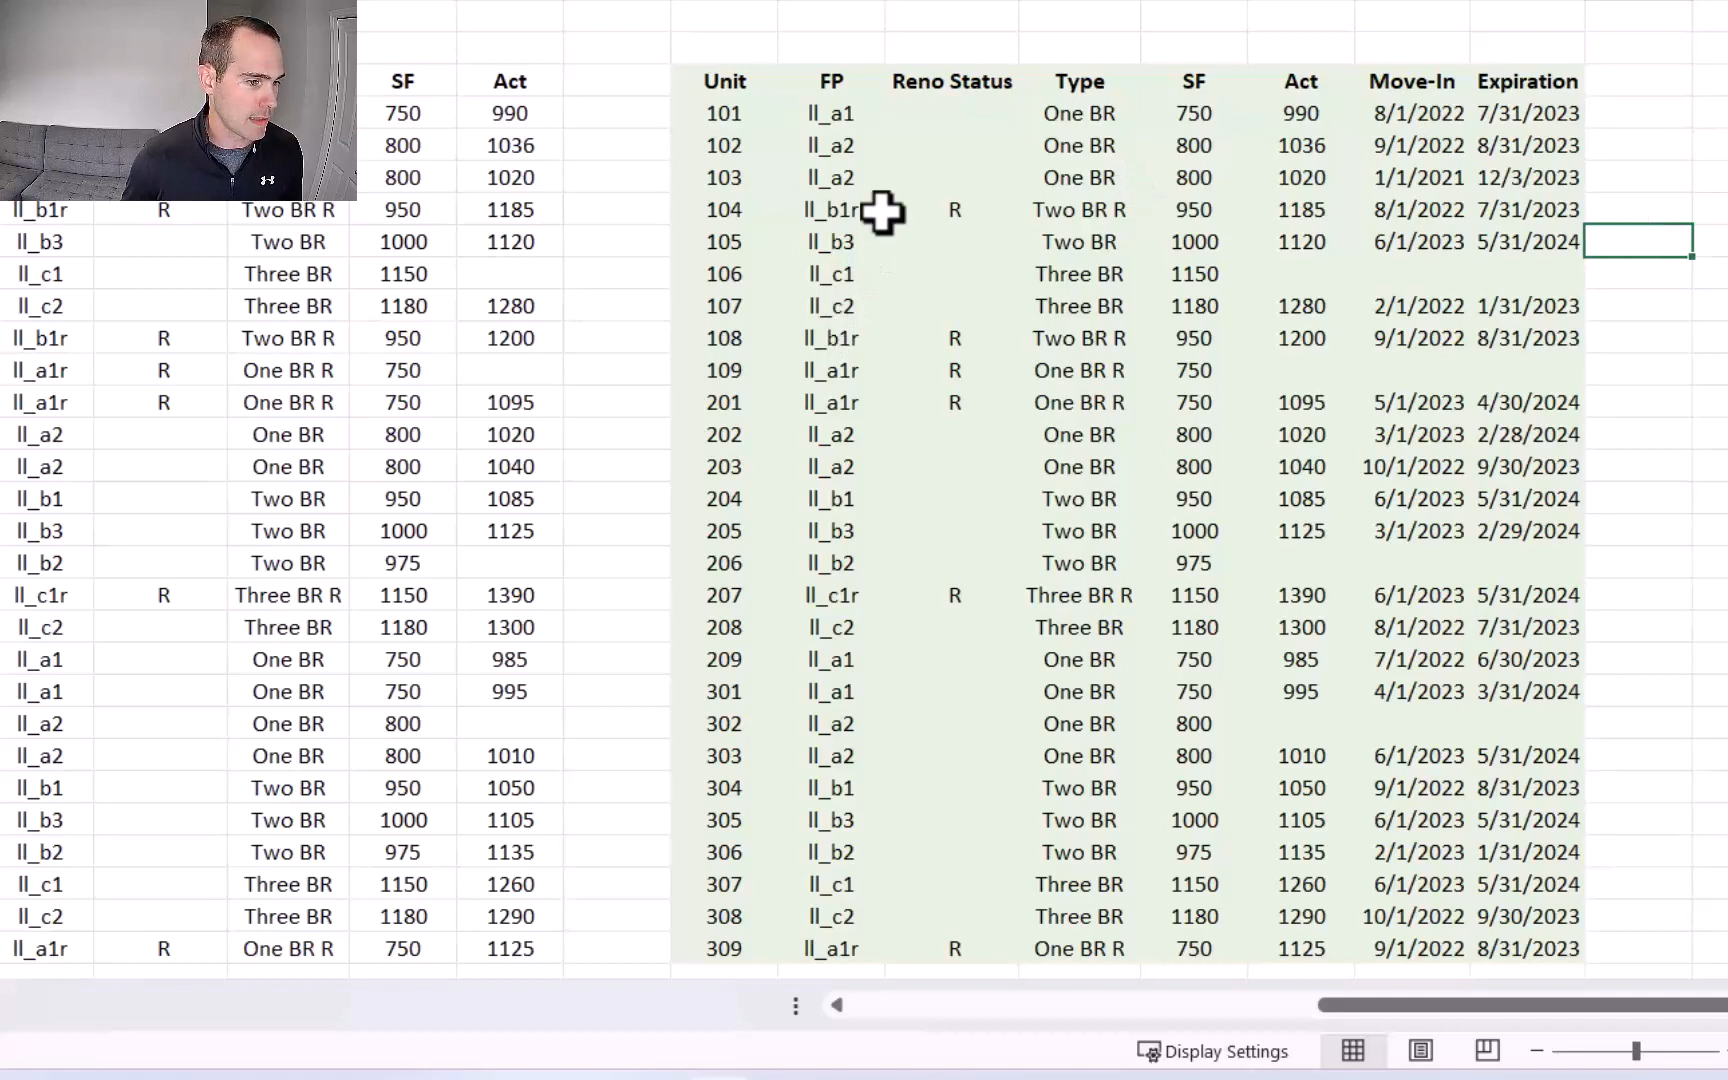 SF Act Unit FP Reno Status Type SF Act Move-In Expiration
750 990 101 ll_a1 One BR 750 990 8/1/2022 7/31/2023
800 1036 102 ll_a2 One BR 800 1036 9/1/2022 8/31/2023
800 1020 103 ll_a2 One BR 800 1020 1/1/2021 12/3/2023
ll_b1r R Two BR R 950 1185 104 ll_b1r R Two BR R 950 1185 8/1/2022 7/31/2023
ll_b3 Two BR 1000 1120 105 ll_b3 Two BR 1000 1120 6/1/2023 5/31/2024
ll_c1 Three BR 1150 106 ll_c1 Three BR 1150
ll_c2 Three BR 1180 1280 107 ll_c2 Three BR 1180 1280 2/1/2022 1/31/2023
ll_b1r R Two BR R 950 1200 108 ll_b1r R Two BR R 950 1200 9/1/2022 8/31/2023
ll_a1r R One BR R 750 109 ll_a1r R One BR R 750
ll_a1r R One BR R 750 1095 201 ll_a1r R One BR R 750 1095 5/1/2023 4/30/2024
ll_a2 One BR 800 1020 202 ll_a2 One BR 800 1020 3/1/2023 2/28/2024
ll_a2 One BR 800 1040 203 ll_a2 One BR 800 1040 10/1/2022 9/30/2023
ll_b1 Two BR 950 1085 204 ll_b1 Two BR 950 1085 6/1/2023 5/31/2024
ll_b3 Two BR 1000 1125 205 ll_b3 Two BR 1000 1125 3/1/2023 2/29/2024
ll_b2 Two BR 975 206 ll_b2 Two BR 975
ll_c1r R Three BR R 1150 1390 207 ll_c1r R Three BR R 1150 1390 6/1/2023 5/31/2024
ll_c2 Three BR 1180 1300 208 ll_c2 Three BR 1180 1300 8/1/2022 7/31/2023
ll_a1 One BR 750 985 209 ll_a1 One BR 750 985 7/1/2022 6/30/2023
ll_a1 One BR 750 995 301 ll_a1 One BR 750 995 4/1/2023 3/31/2024
ll_a2 One BR 800 302 ll_a2 One BR 800
ll_a2 One BR 800 1010 303 ll_a2 One BR 800 1010 6/1/2023 5/31/2024
ll_b1 Two BR 950 1050 304 ll_b1 Two BR 950 1050 9/1/2022 8/31/2023
ll_b3 Two BR 1000 1105 305 ll_b3 Two BR 1000 1105 6/1/2023 5/31/2024
ll_b2 Two BR 975 1135 306 ll_b2 Two BR 975 1135 2/1/2023 1/31/2024
ll_c1 Three BR 1150 1260 307 ll_c1 Three BR 1150 1260 6/1/2023 5/31/2024
ll_c2 Three BR 1180 1290 308 ll_c2 Three BR 1180 1290 10/1/2022 9/30/2023
ll_a1r R One BR R 750 1125 309 ll_a1r R One BR R 750 1125 9/1/2022 8/31/2023
Display Settings